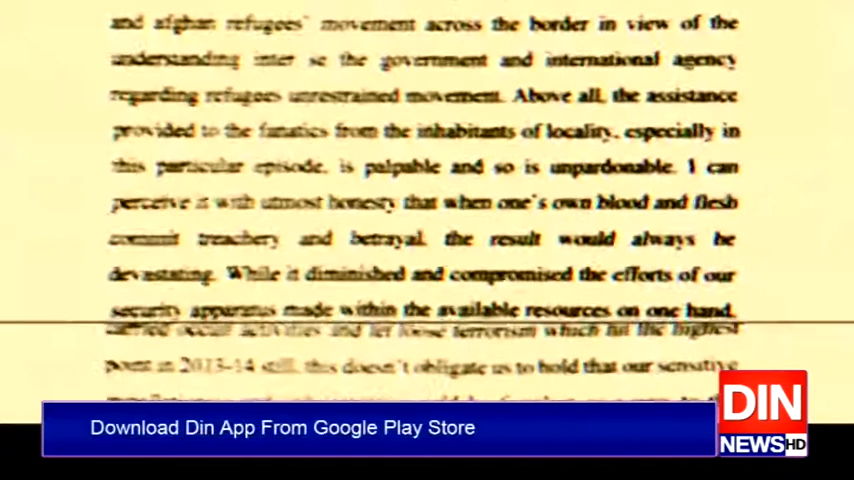 and afghan refugees' movement across the border in view of the
understanding inter se the government and international agency
regarding refugees unrestrained movement. Above all, the assistance
provided to the fanatics from the inhabitants of locality, especially in
this particular episode, is palpable and so is unpardonable. I can
perceive it with utmost honesty that when one's own blood and flesh
commit treachery and betrayal, the result would always be
devastating. While it diminished and compromised the efforts of our
security apparatus made within the available resources on one hand,
carried occult activities and let loose terrorism which hit the highest
point in 2013-14 still, this doesn't obligate us to hold that our sensitive
Download Din App From Google Play Store
DIN
NEWS HD